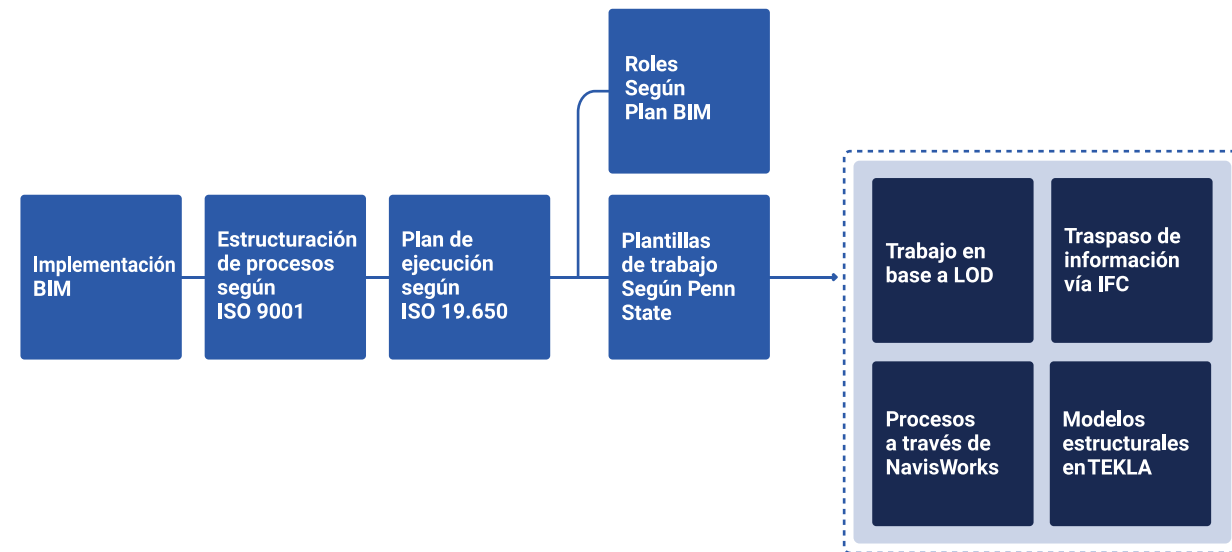 Implementación
BIM
Estructuración
de procesos
según
ISO 9001
Plan de
ejecución
según
ISO 19.650
Roles
Según
Plan BIM
Plantillas
de trabajo
Según Penn
State
Trabajo en
base a LOD
Traspaso de
información
vía IFC
Procesos
a través de
NavisWorks
Modelos
estructurales
en TEKLA